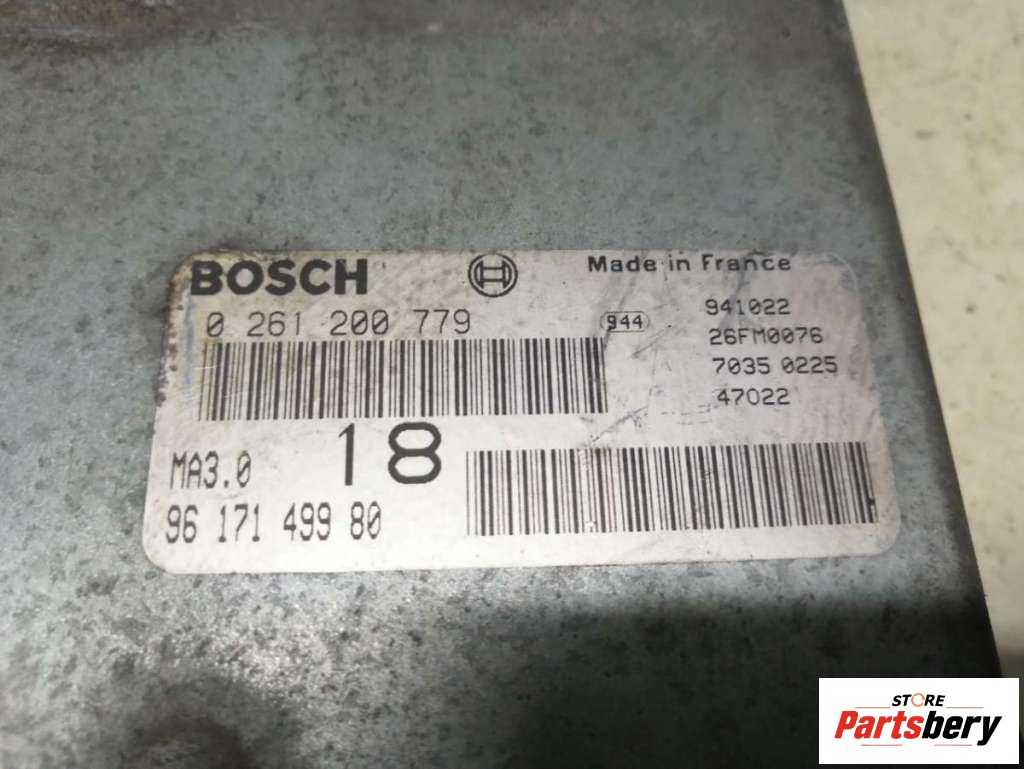 BOSCH
Made in France
0 261 200 779
944
941022
26FM0076
7035 0225
47022
18
MA3.0
96 171 499 80
STORE
Partsbery